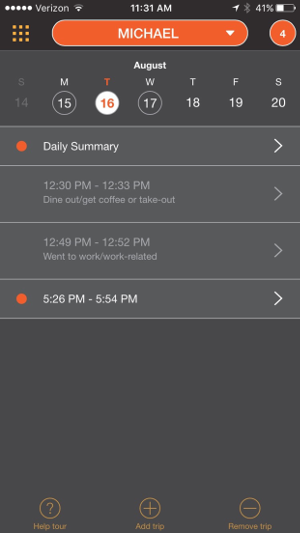 Verizon 11:31 AM 41%
MICHAEL 4
August
S M T W T F S
14 15 16 17 18 19 20
Daily Summary
12:30 PM - 12:33 PM
Dine out/get coffee or take-out
12:49 PM - 12:52 PM
Went to work/work-related
5:26 PM - 5:54 PM
?
Help tour Add trip Remove trip